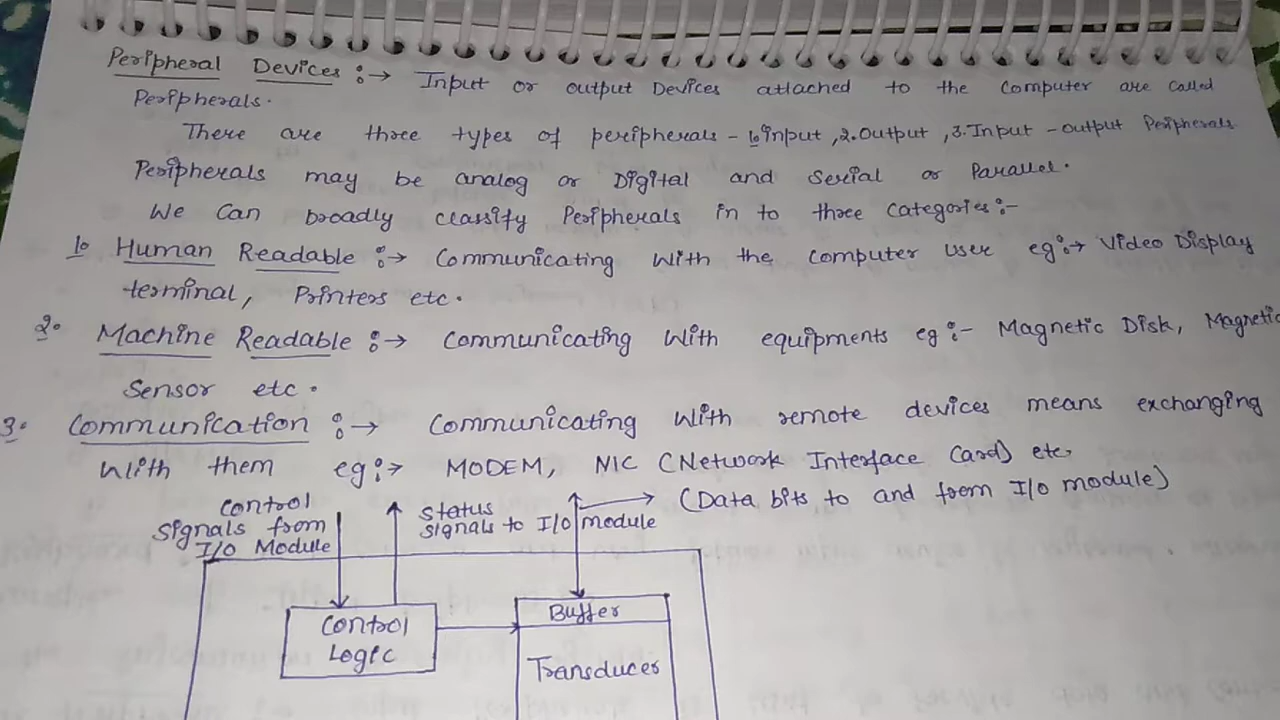 Peripheral Devices :→ Input or output Devices attached to the computer are called
Peripherals.
There are three types of peripherals - 1. input, 2. output, 3. Input - output Peripherals
Peripherals may be analog or Digital and Serial or Parallel.
We can broadly classify Peripherals in to three categories :-
1. Human Readable :→ Communicating with the computer user eg :→ Video Display
terminal, Printers etc.
2. Machine Readable :→ Communicating with equipments eg :- Magnetic Disk, Magnetic
Sensor etc.
3. Communication :→ Communicating with remote devices means exchanging
with them eg :→ MODEM, NIC (Network Interface Card) etc.
(Data bits to and from I/O module)
control
signals from
I/O Module
status
signals to I/O module
Control
Logic
Buffer
Transducer